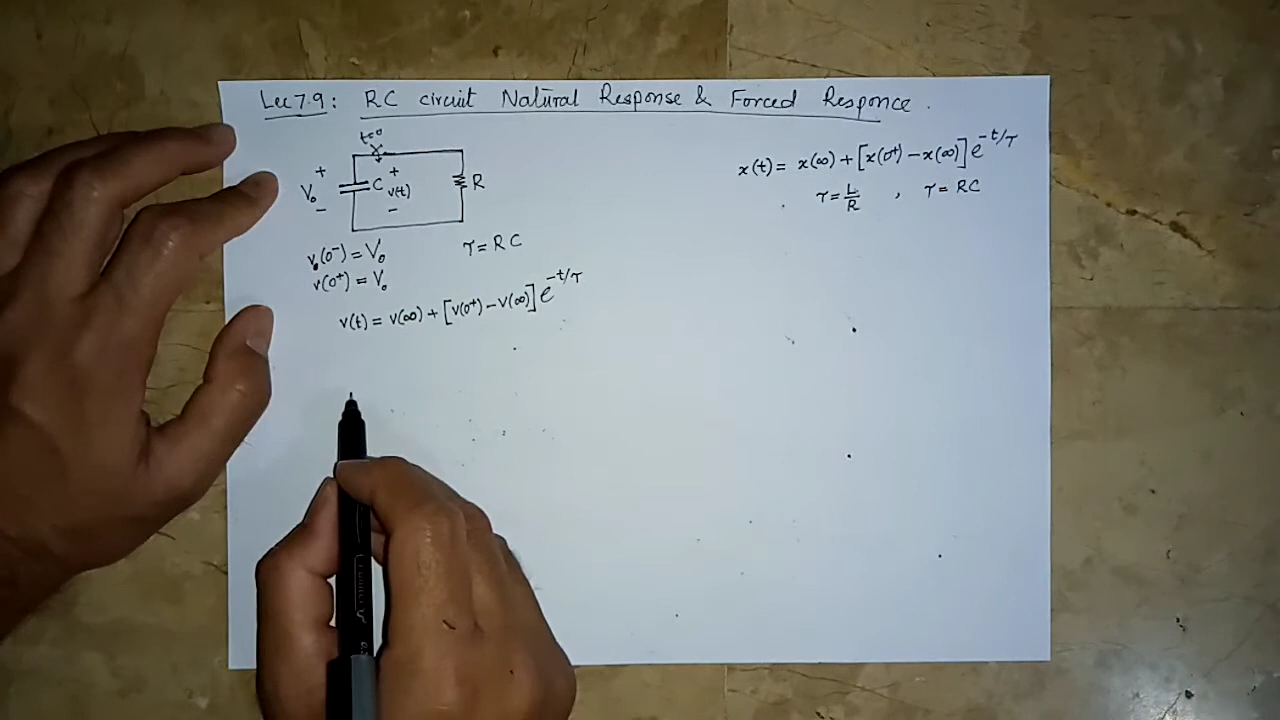 Lec 7.9: RC circuit Natural Response & Forced Responce.
t=0
+ V₀ −
C
+ v(t) −
R
v₀(0⁻) = V₀
v(0⁺) = V₀
τ = RC
v(t) = v(∞) + [v(0⁺) − v(∞)] e^(−t/τ)
x(t) = x(∞) + [x(0⁺) − x(∞)] e^(−t/τ)
τ = L/R , τ = RC